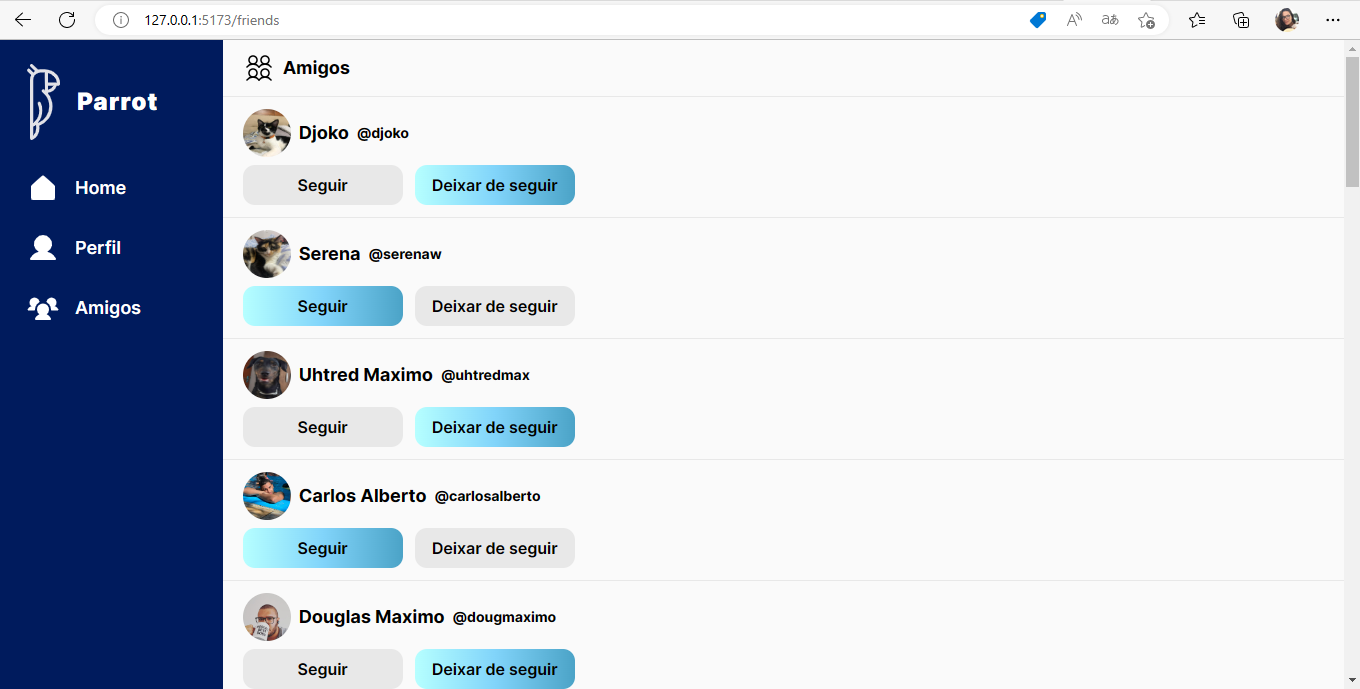 127.0.0.1:5173/friends
Parrot
Home
Perfil
Amigos
Amigos
Djoko @djoko
Seguir Deixar de seguir
Serena @serenaw
Seguir Deixar de seguir
Uhtred Maximo @uhtredmax
Seguir Deixar de seguir
Carlos Alberto @carlosalberto
Seguir Deixar de seguir
Douglas Maximo @dougmaximo
Seguir Deixar de seguir